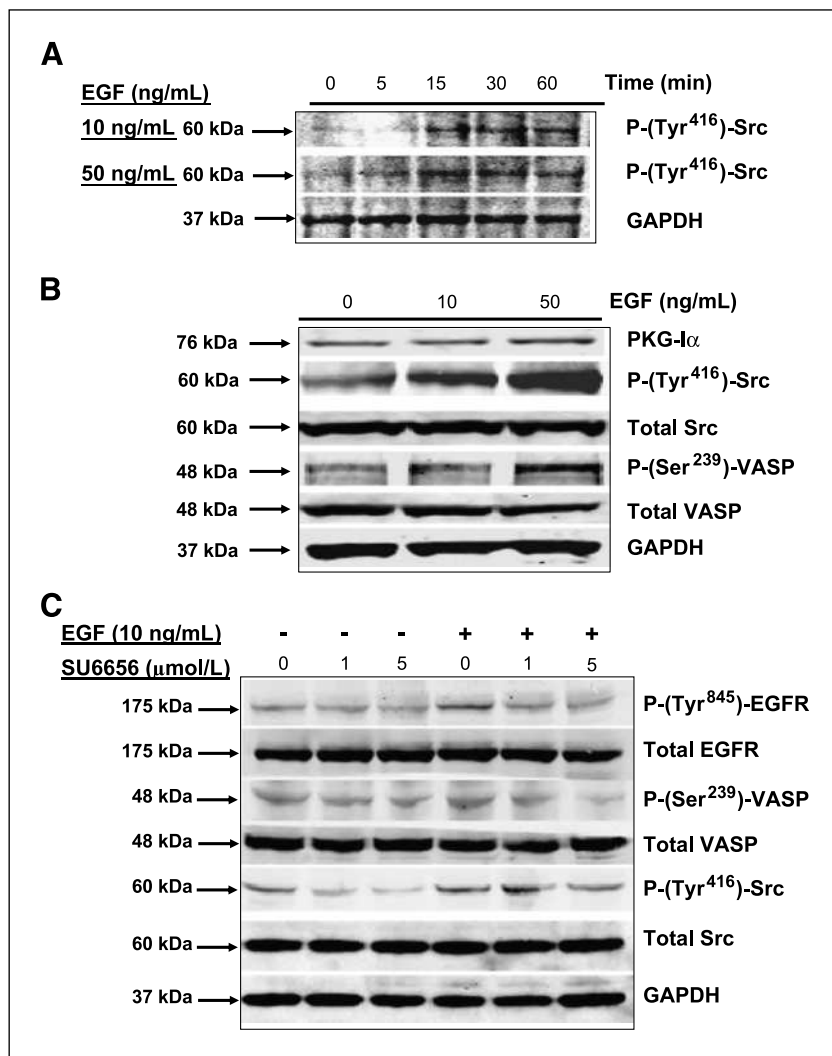 A
EGF (ng/mL)
0 5 15 30 60 Time (min)
10 ng/mL 60 kDa P-(Tyr416)-Src
50 ng/mL 60 kDa P-(Tyr416)-Src
37 kDa GAPDH
B
0 10 50 EGF (ng/mL)
76 kDa PKG-Iα
60 kDa P-(Tyr416)-Src
60 kDa Total Src
48 kDa P-(Ser239)-VASP
48 kDa Total VASP
37 kDa GAPDH
C
EGF (10 ng/mL) - - - + + +
SU6656 (μmol/L) 0 1 5 0 1 5
175 kDa P-(Tyr845)-EGFR
175 kDa Total EGFR
48 kDa P-(Ser239)-VASP
48 kDa Total VASP
60 kDa P-(Tyr416)-Src
60 kDa Total Src
37 kDa GAPDH